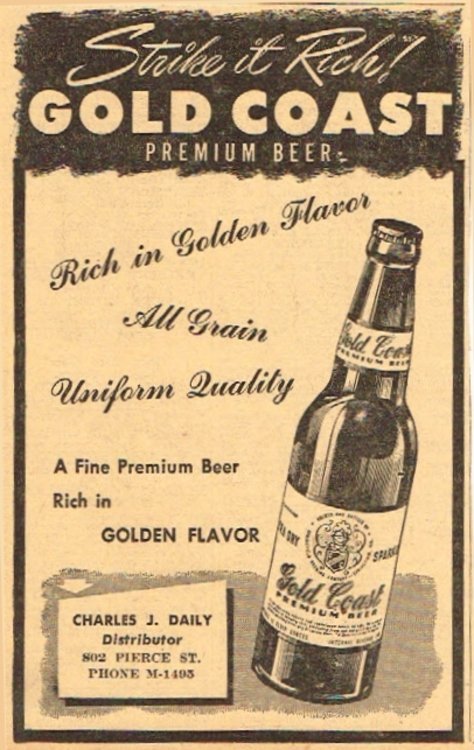 Strike it Rich!
GOLD COAST
PREMIUM BEER
Rich in Golden Flavor
All Grain
Uniform Quality
A Fine Premium Beer
Rich in
GOLDEN FLAVOR
CHARLES J. DAILY
Distributor
802 PIERCE ST.
PHONE M-1495
Gold Coast
PREMIUM BEER
DRY
SPARKL
Gold Coast
PREMIUM BEER